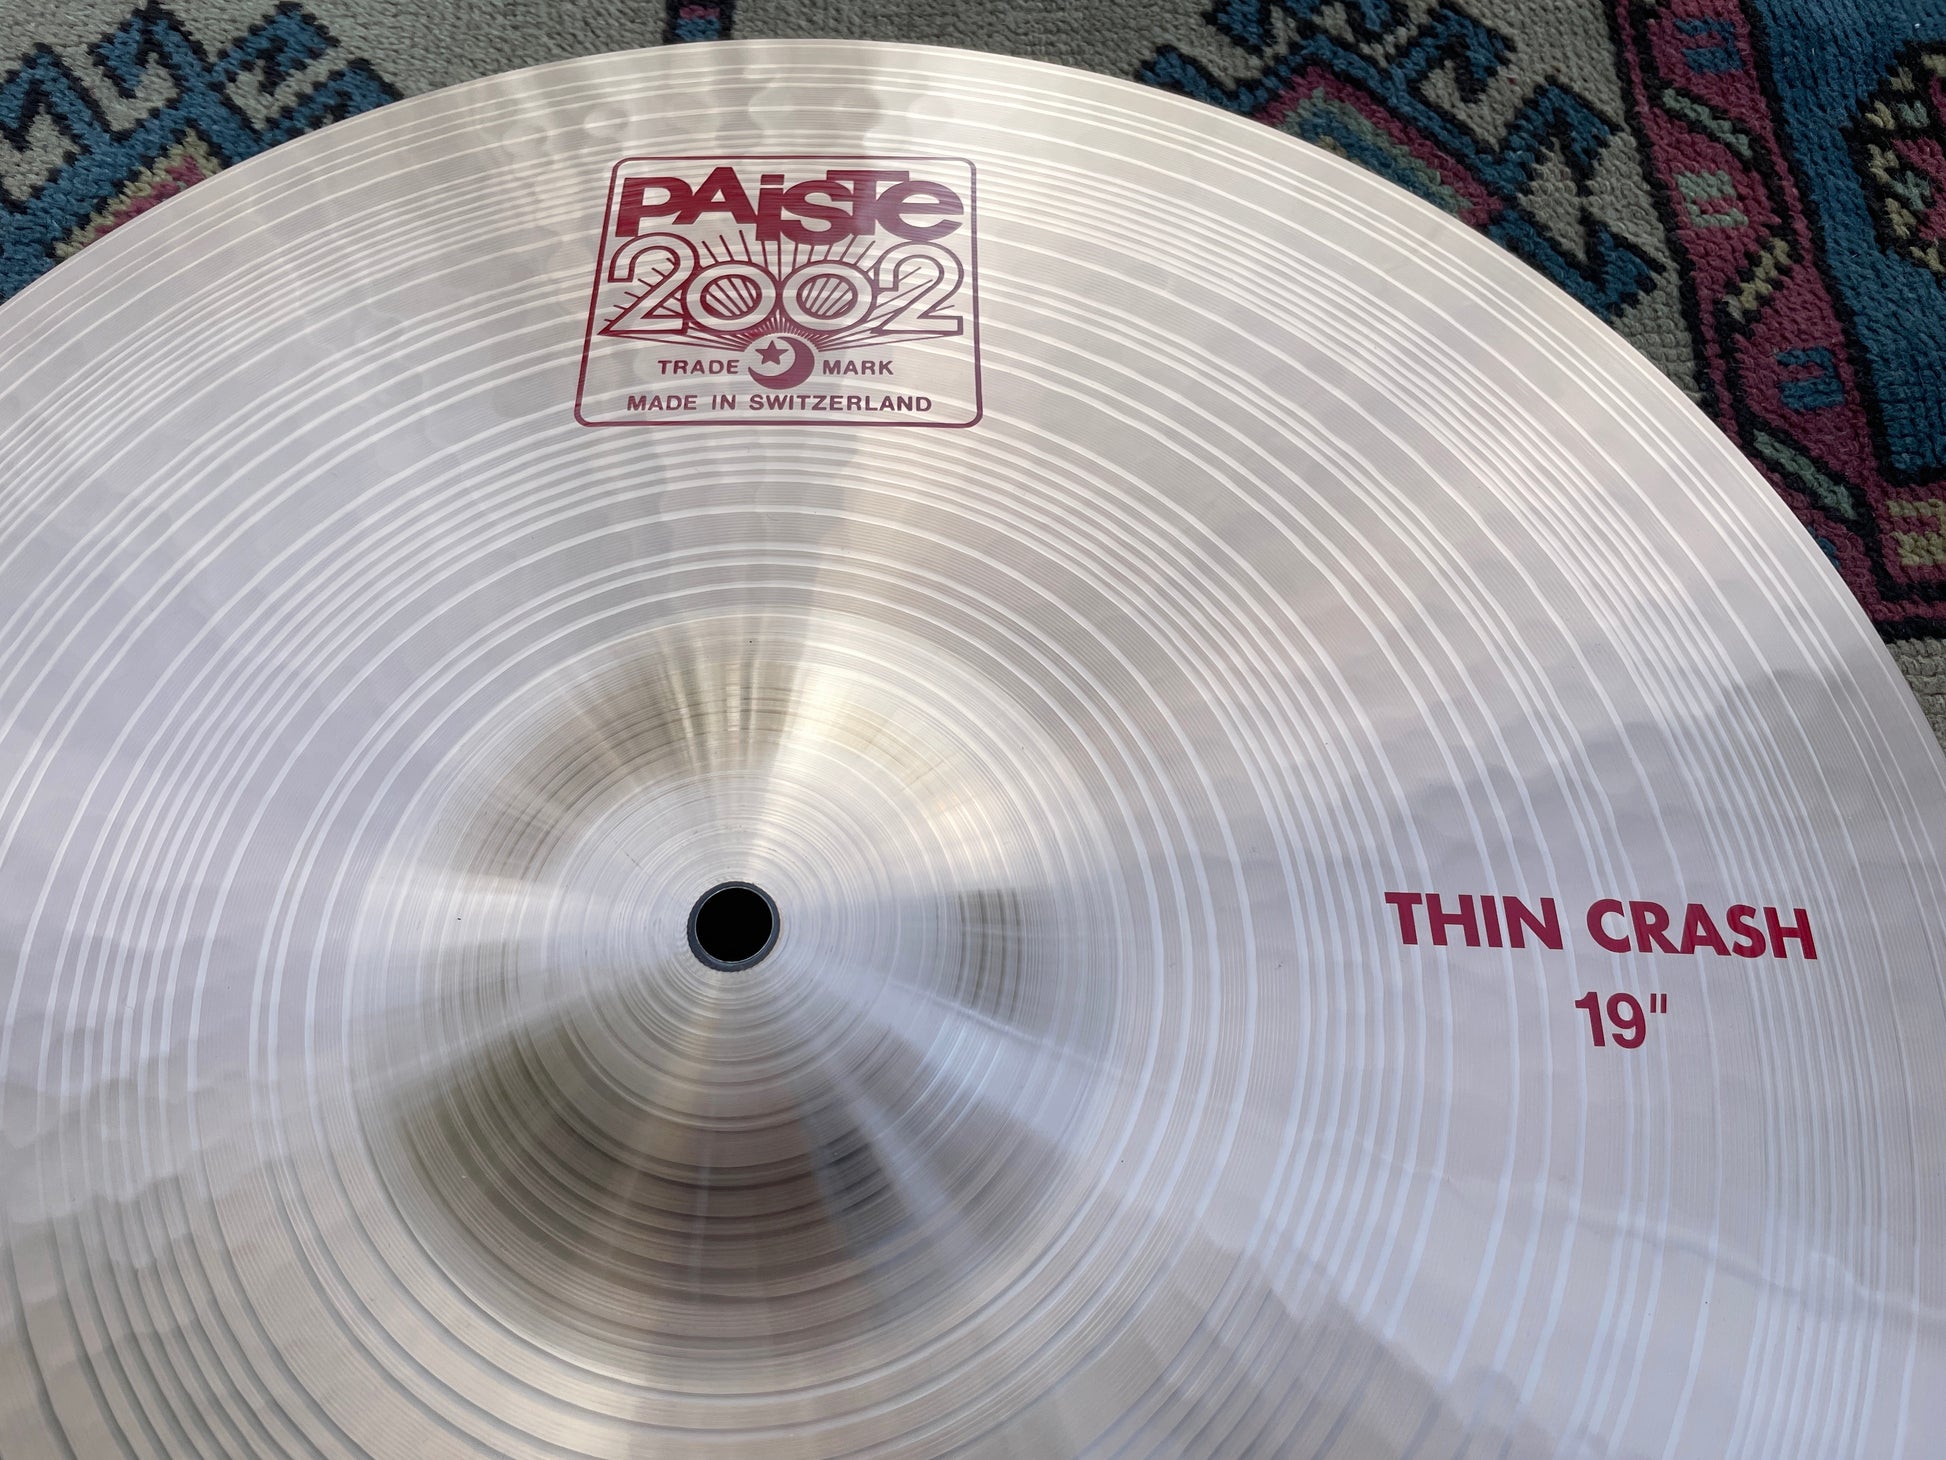 PAiSTe
2002
TRADE MARK
MADE IN SWITZERLAND
THIN CRASH
19"